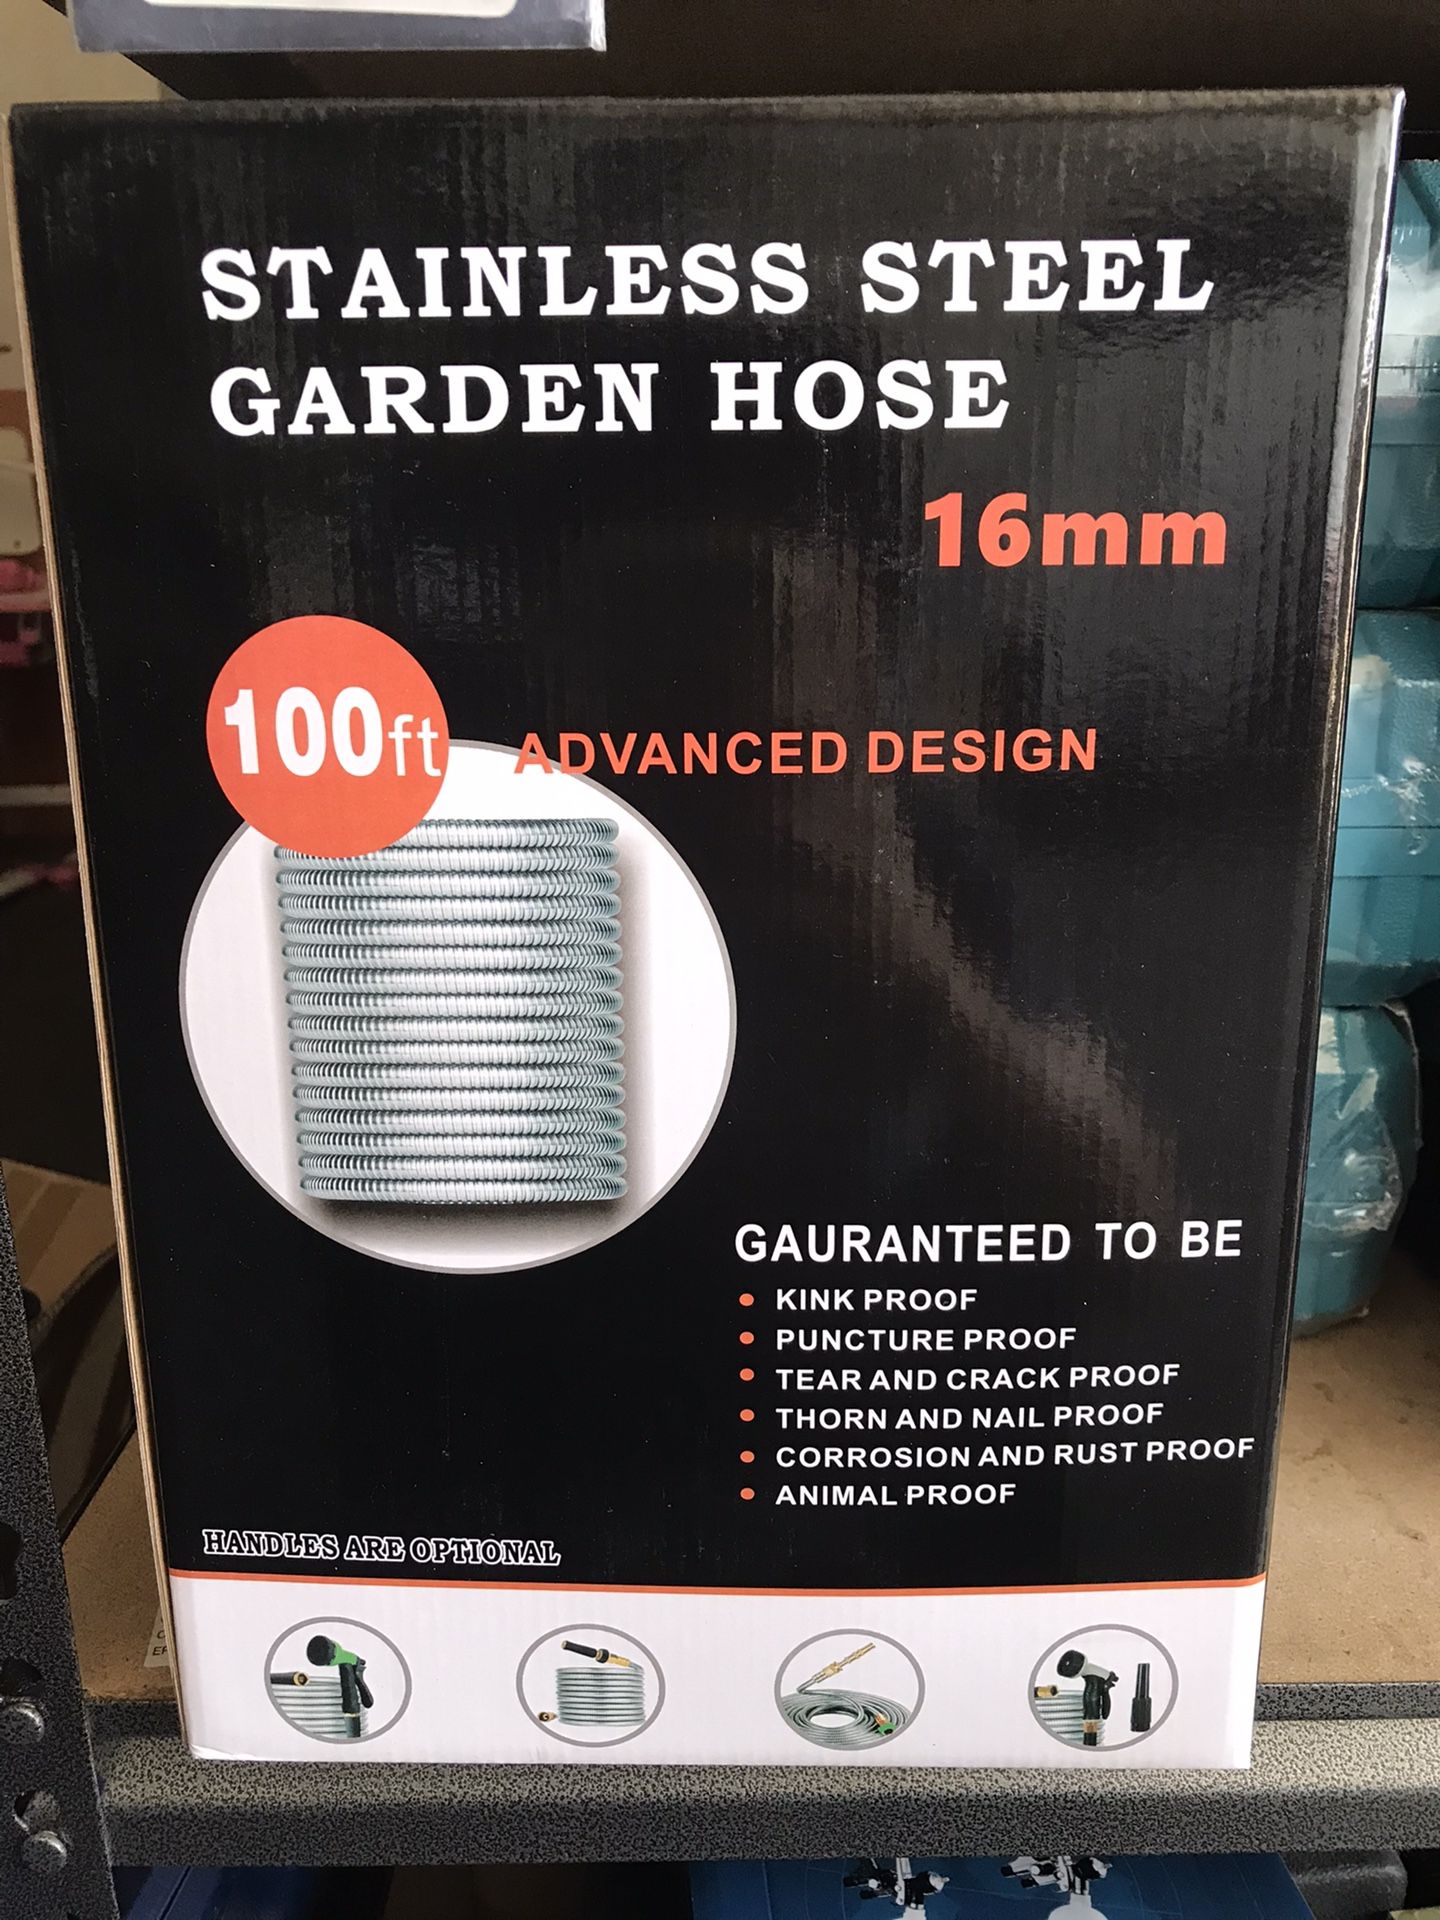 STAINLESS STEEL
GARDEN HOSE
16mm
100ft
ADVANCED DESIGN
GAURANTEED TO BE
• KINK PROOF
• PUNCTURE PROOF
• TEAR AND CRACK PROOF
• THORN AND NAIL PROOF
• CORROSION AND RUST PROOF
• ANIMAL PROOF
HANDLES ARE OPTIONAL